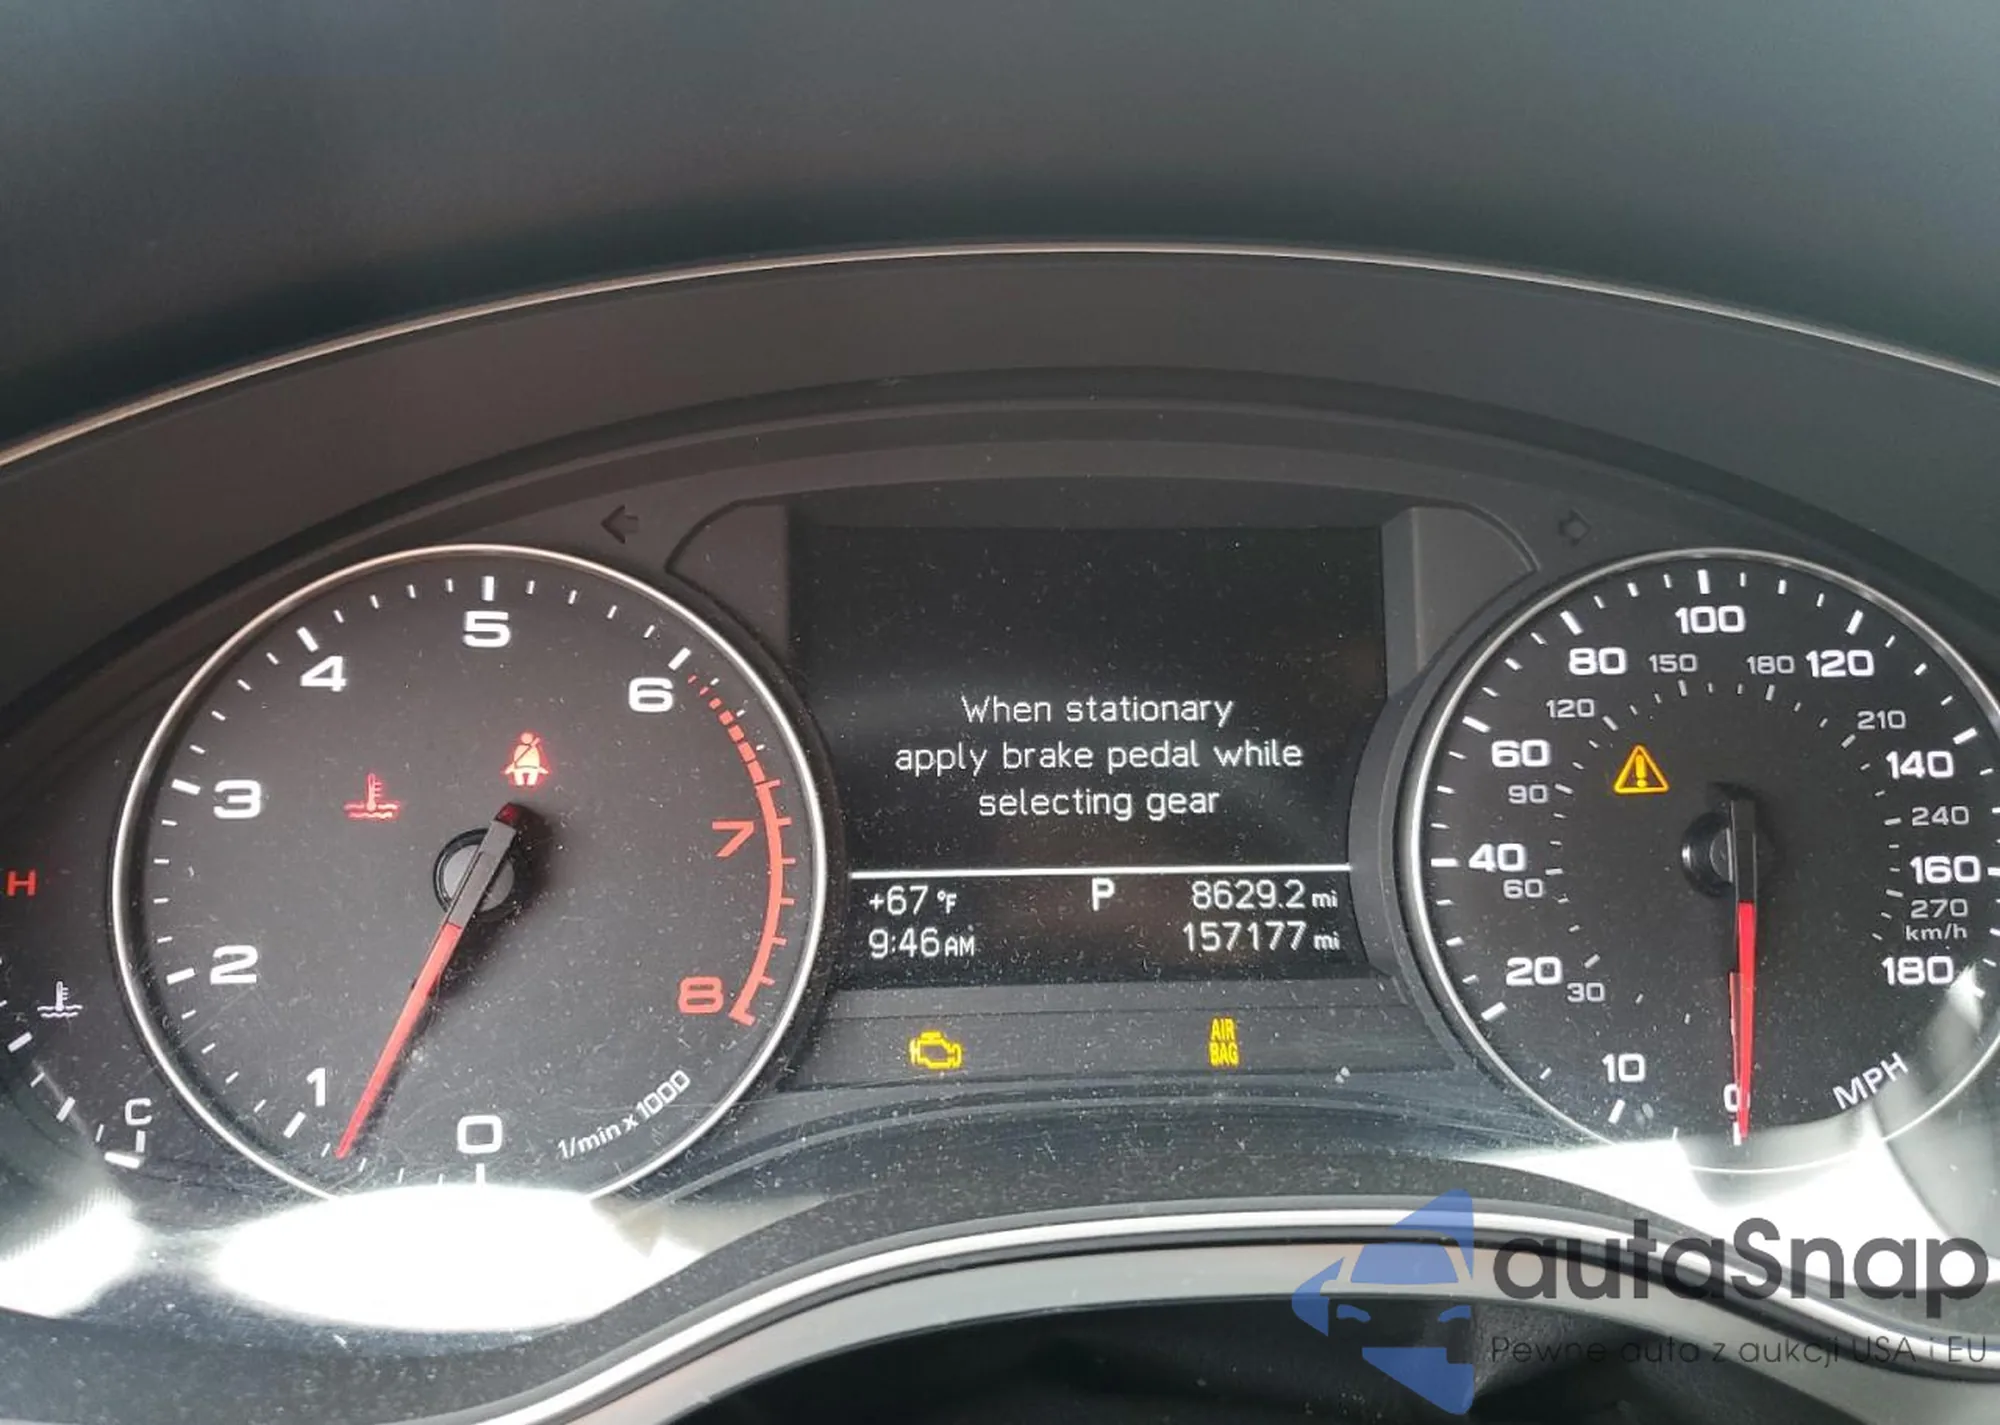 When stationary
apply brake pedal while
selecting gear
+67 °F P 8629.2 mi
9:46 AM 157177 mi
0
1
2
3
4
5
6
7
8
1/min x 1000
H
C
AIR
BAG
0
10
20
40
60
80
100
120
140
160
180
MPH
30
60
90
120
150
180
210
240
270
km/h
autaSnap
Pewne auta z aukcji USA i EU